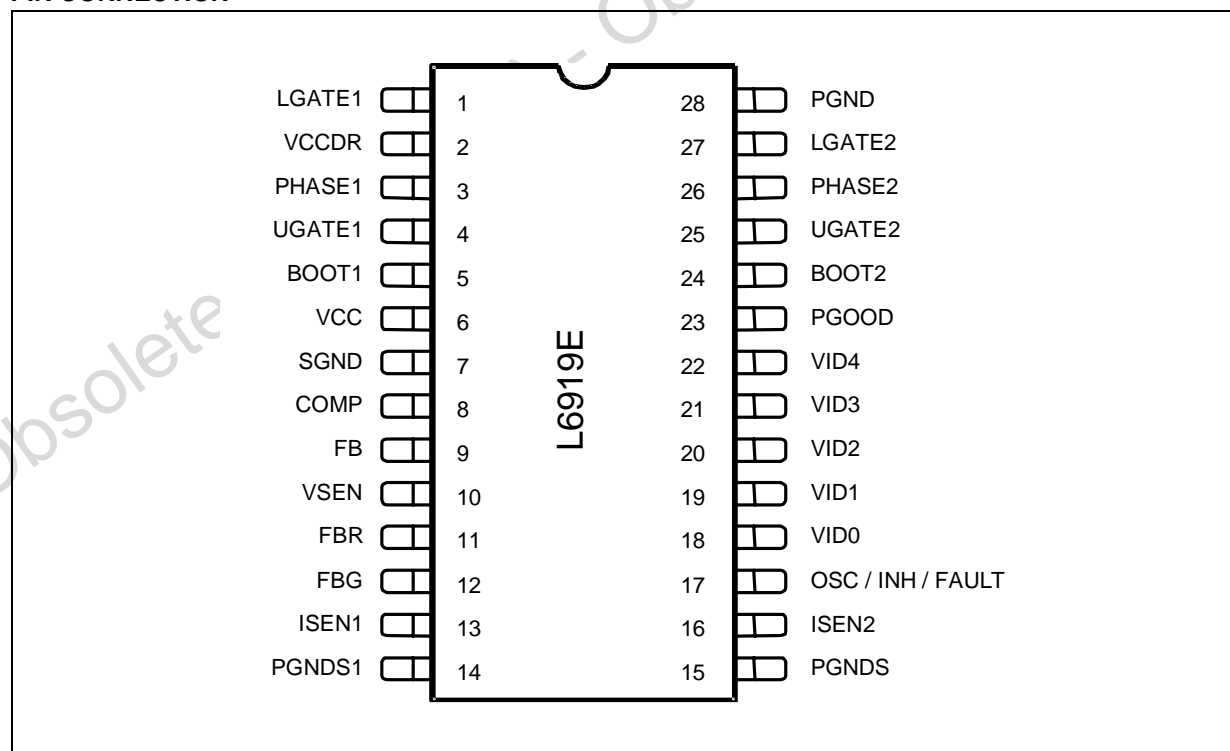 LGATE1 1 28 PGND
VCCDR 2 27 LGATE2
PHASE1 3 26 PHASE2
UGATE1 4 25 UGATE2
BOOT1 5 24 BOOT2
VCC 6 23 PGOOD
SGND 7 22 VID4
COMP 8 21 VID3
FB 9 20 VID2
VSEN 10 19 VID1
FBR 11 18 VID0
FBG 12 17 OSC / INH / FAULT
ISEN1 13 16 ISEN2
PGNDS1 14 15 PGNDS
L6919E